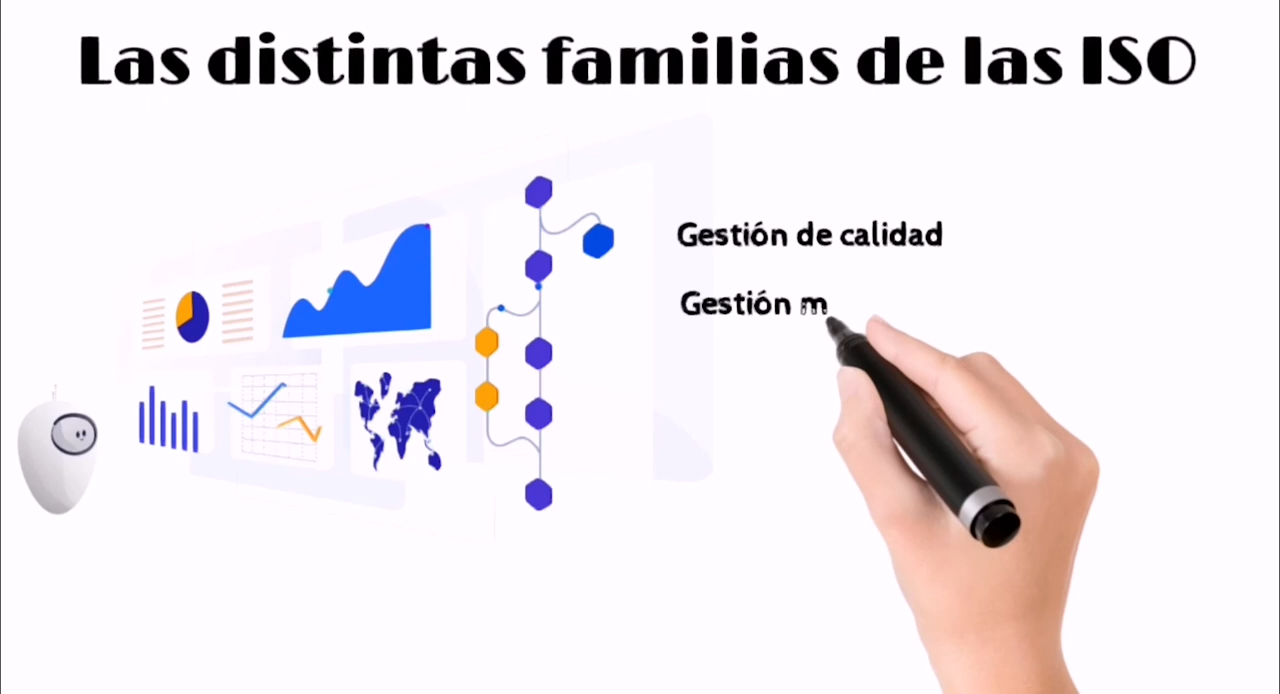 Las distintas familias de las ISO
Gestión de calidad
Gestión m